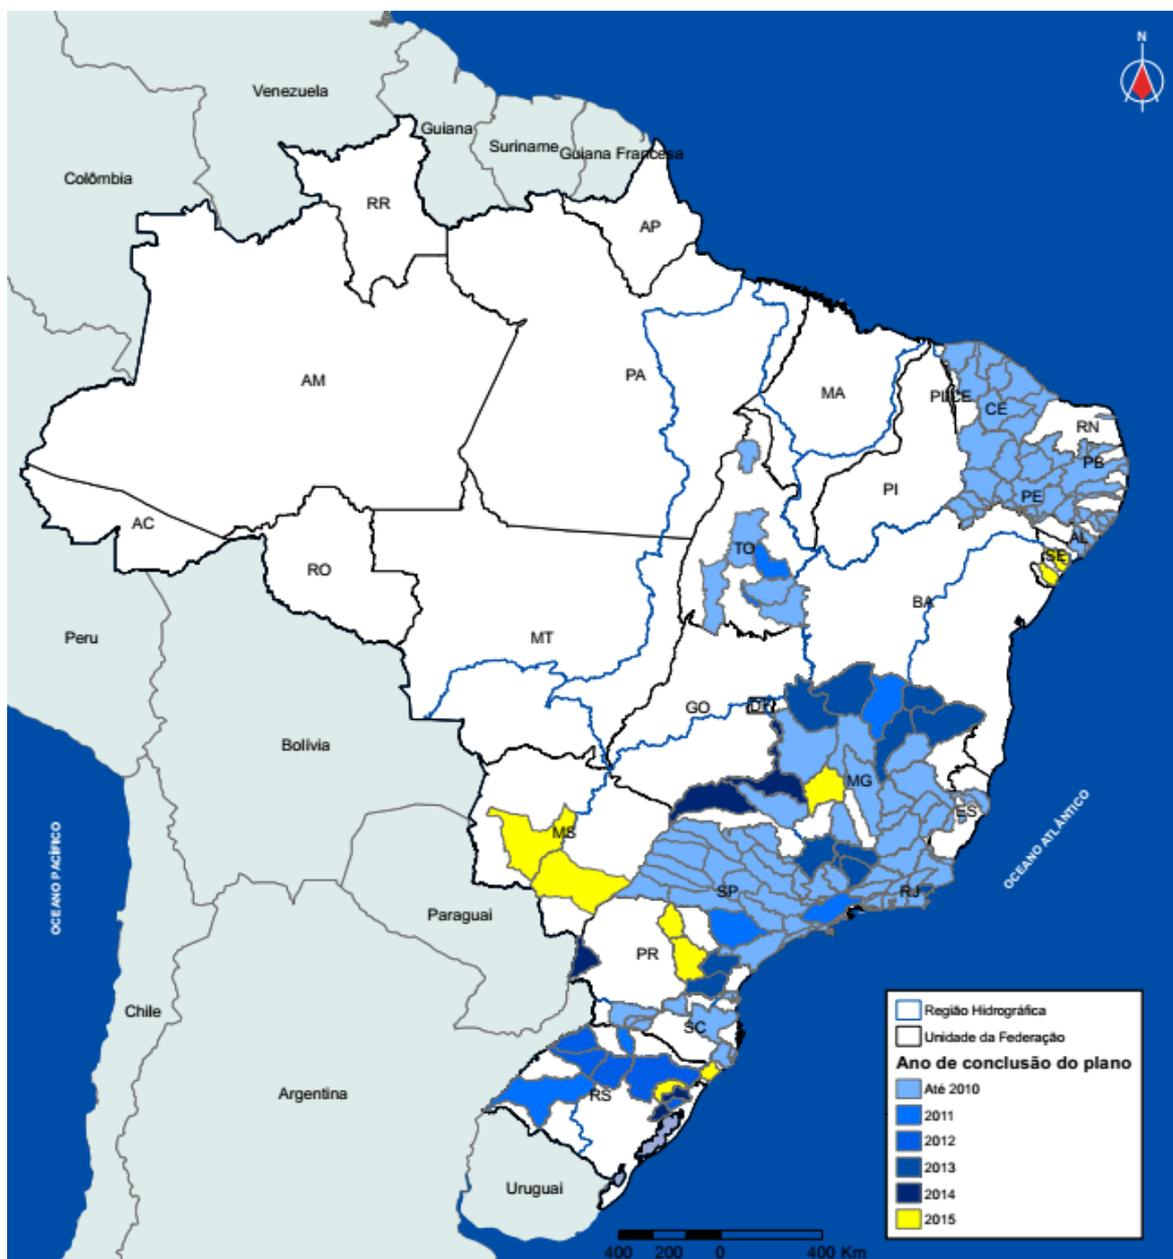 N
Venezuela
Guiana
Suriname
Guiana Francesa
Colômbia
RR
AP
AM
PA
MA
PI/CE
CE
RN
PB
PI
PE
AC
TO
AL
SE
RO
BA
Peru
MT
GO
DF
Bolívia
MG
MS
ES
OCEANO PACÍFICO
OCEANO ATLÂNTICO
SP
RJ
Paraguai
PR
Chile
SC
Argentina
RS
Uruguai
Região Hidrográfica
Unidade da Federação
Ano de conclusão do plano
Até 2010
2011
2012
2013
2014
2015
400 200 0 400 Km